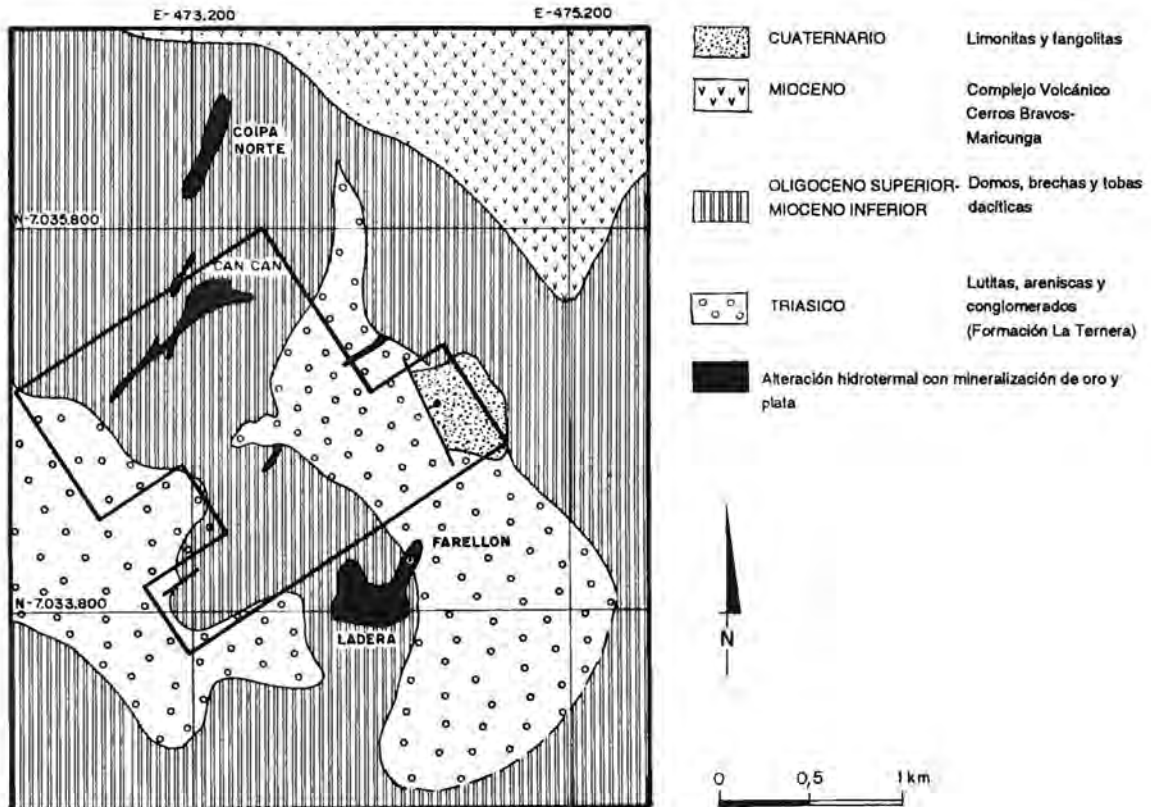 E-473.200
E-475.200
COIPA
NORTE
N-7.035.800
CAN CAN
FARELLON
N-7.033.800
LADERA
CUATERNARIO
Limonitas y fangolitas
MIOCENO
Complejo Volcánico
Cerros Bravos-
Maricunga
OLIGOCENO SUPERIOR-
MIOCENO INFERIOR
Domos, brechas y tobas
dacíticas
TRIASICO
Lutitas, areniscas y
conglomerados
(Formación La Ternera)
Alteración hidrotermal con mineralización de oro y
plata
N
0 0,5 1 km